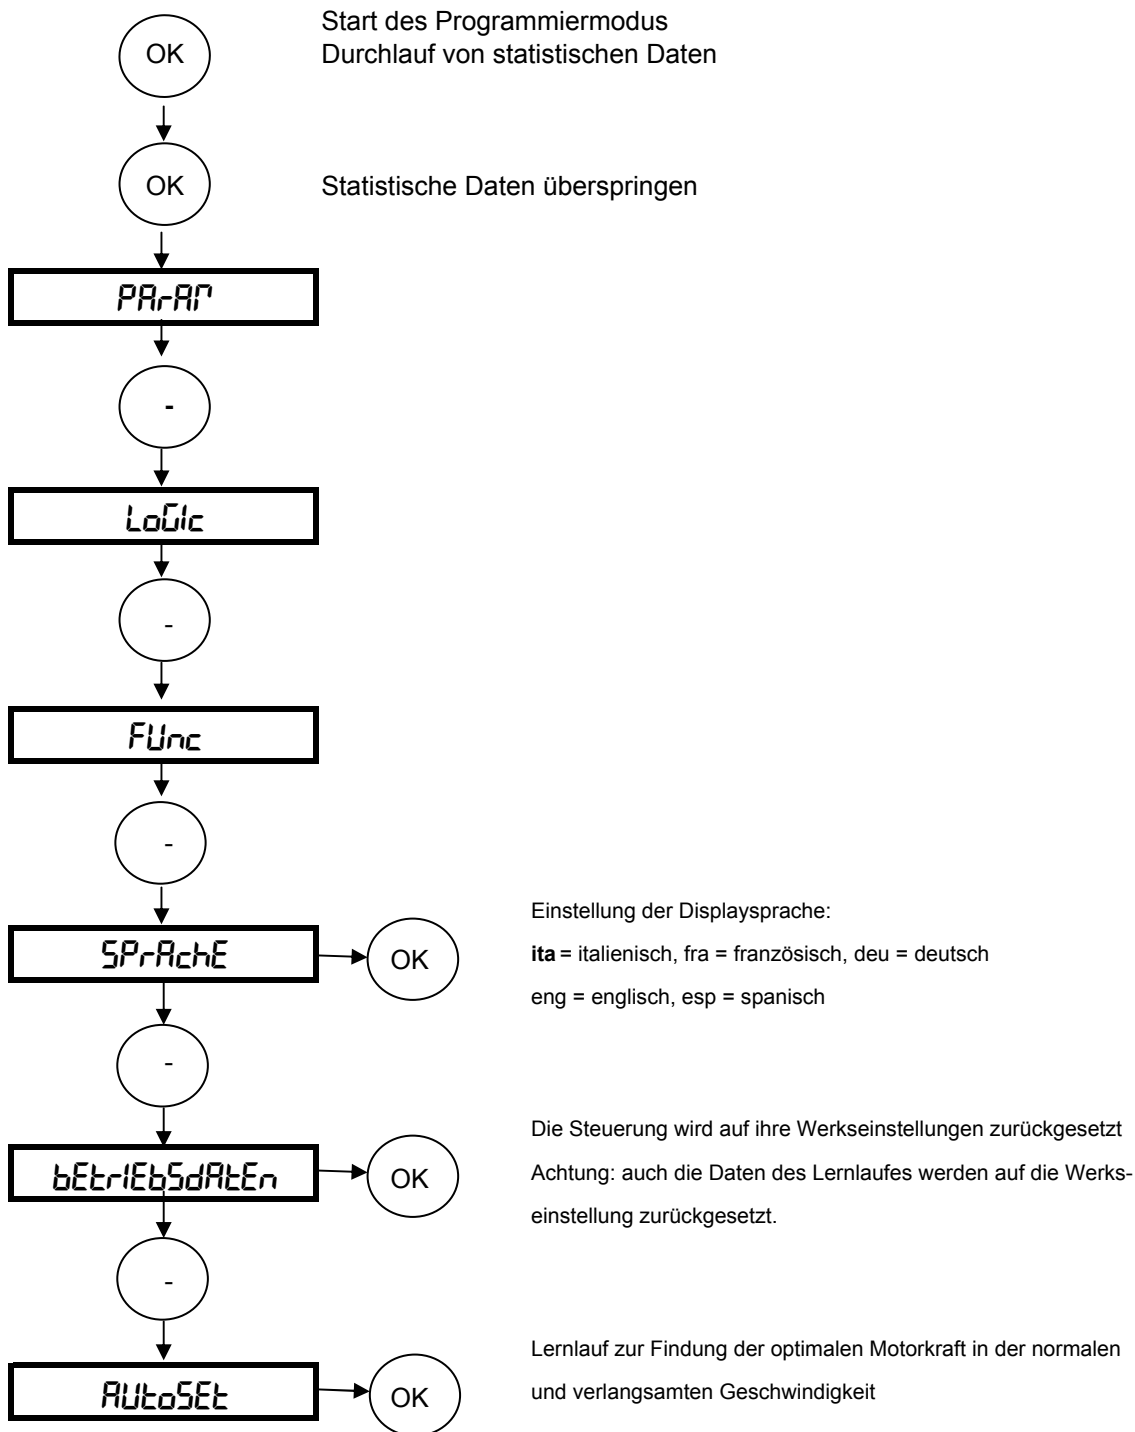 Start des Programmiermodus
OK
Durchlauf von statistischen Daten
OK
Statistische Daten überspringen
PArAM
-
LoGIc
-
FUnc
-
Einstellung der Displaysprache:
SPrAchE
OK
ita = italienisch, fra = französisch, deu = deutsch
eng = englisch, esp = spanisch
-
Die Steuerung wird auf ihre Werkseinstellungen zurückgesetzt
bEtrIEbSdAtEn
OK
Achtung: auch die Daten des Lernlaufes werden auf die Werks-
einstellung zurückgesetzt.
-
Lernlauf zur Findung der optimalen Motorkraft in der normalen
AUtoSEt
OK
und verlangsamten Geschwindigkeit